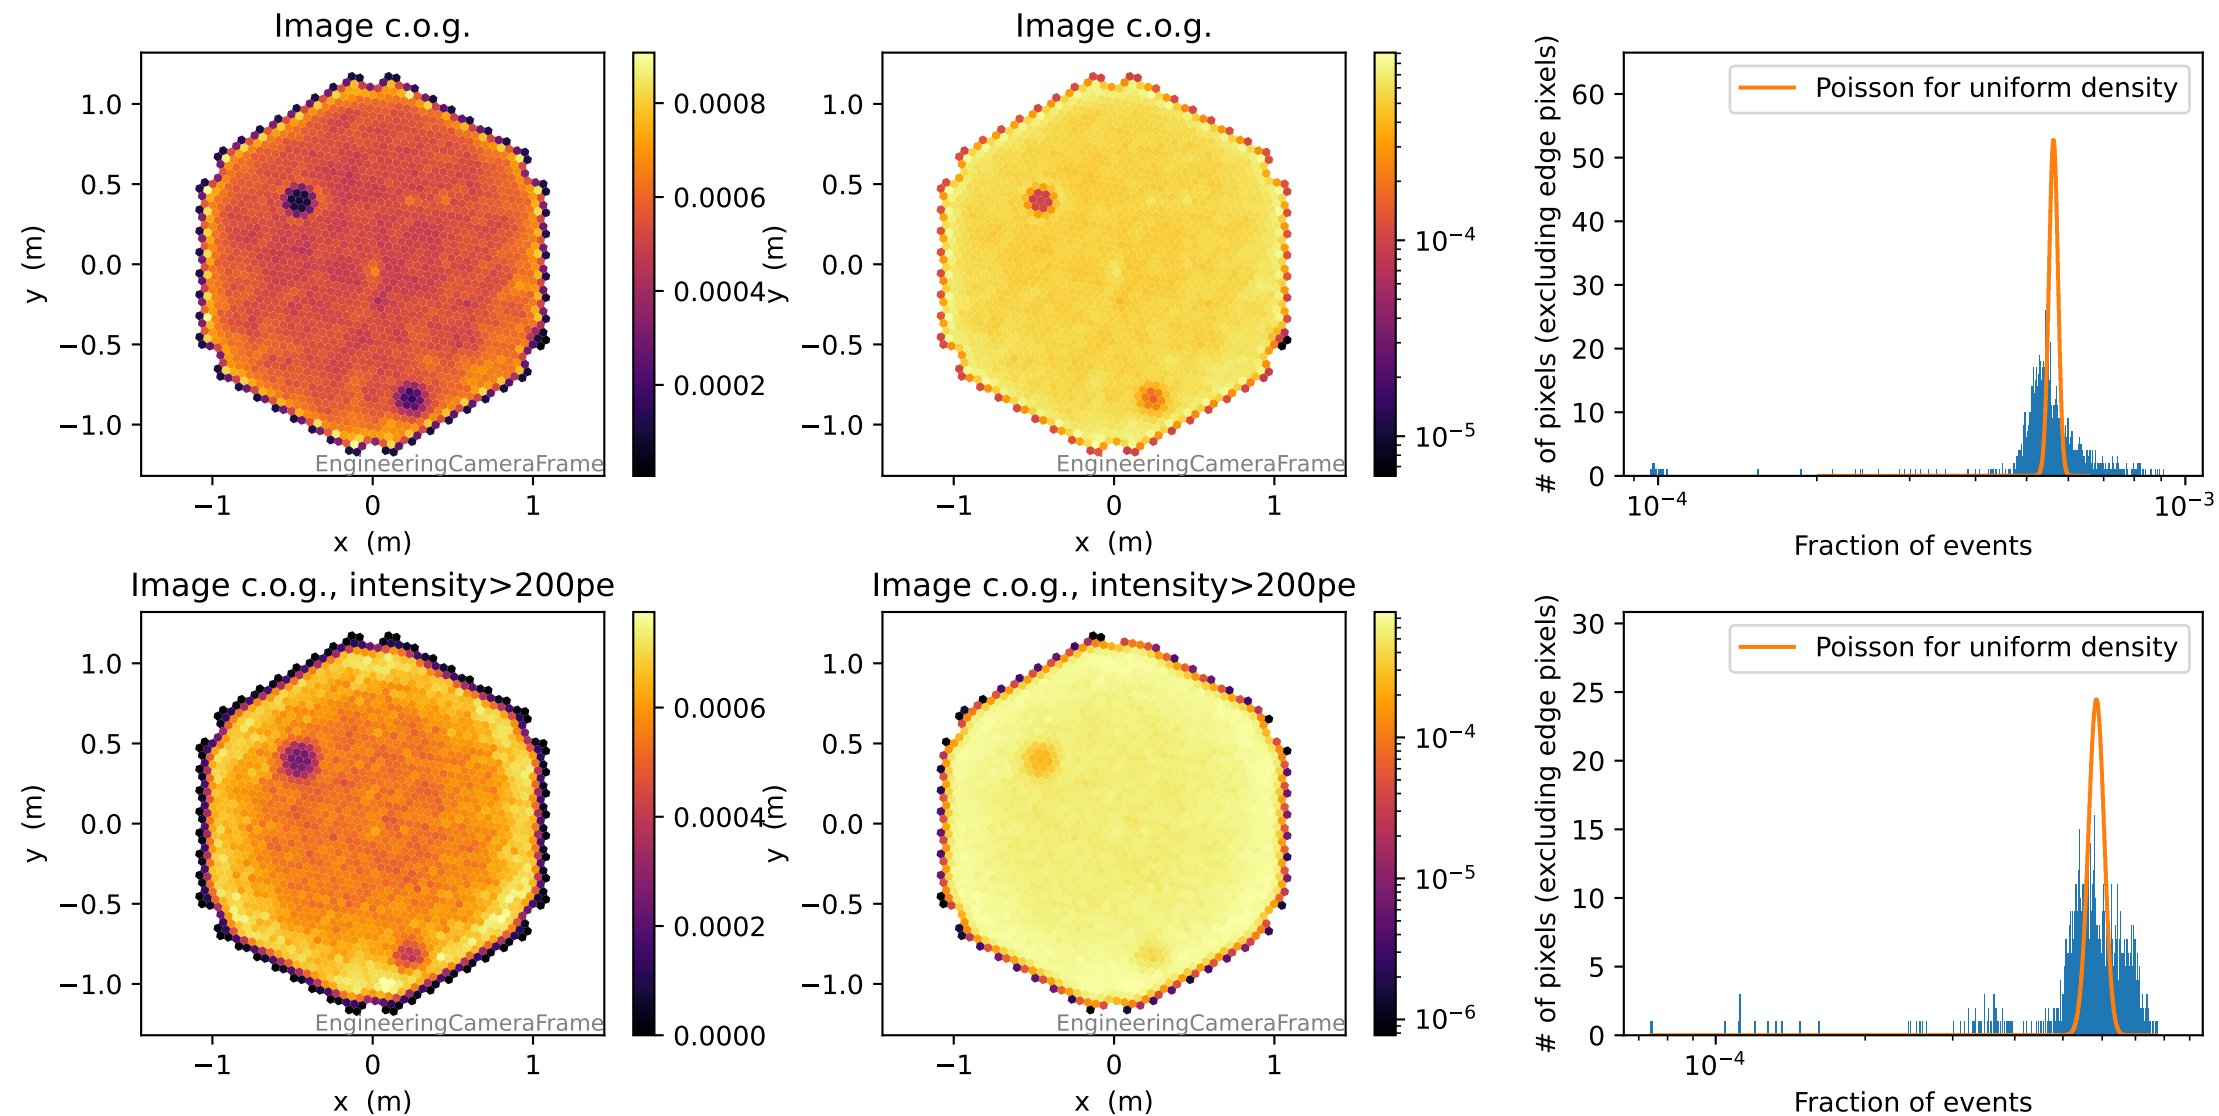 Image c.o.g.
1.0
0.5
0.0
−0.5
−1.0
y (m)
−1
0
1
x (m)
EngineeringCameraFrame
0.0008
0.0006
0.0004
0.0002
Image c.o.g.
1.0
0.5
0.0
−0.5
−1.0
y (m)
−1
0
1
x (m)
EngineeringCameraFrame
10⁻⁴
10⁻⁵
# of pixels (excluding edge pixels)
60
50
40
30
20
10
0
Poisson for uniform density
10⁻⁴
10⁻³
Fraction of events
Image c.o.g., intensity>200pe
1.0
0.5
0.0
−0.5
−1.0
y (m)
−1
0
1
x (m)
EngineeringCameraFrame
0.0006
0.0004
0.0002
0.0000
Image c.o.g., intensity>200pe
1.0
0.5
0.0
−0.5
−1.0
y (m)
−1
0
1
x (m)
EngineeringCameraFrame
10⁻⁴
10⁻⁵
10⁻⁶
# of pixels (excluding edge pixels)
30
25
20
15
10
5
0
Poisson for uniform density
10⁻⁴
Fraction of events